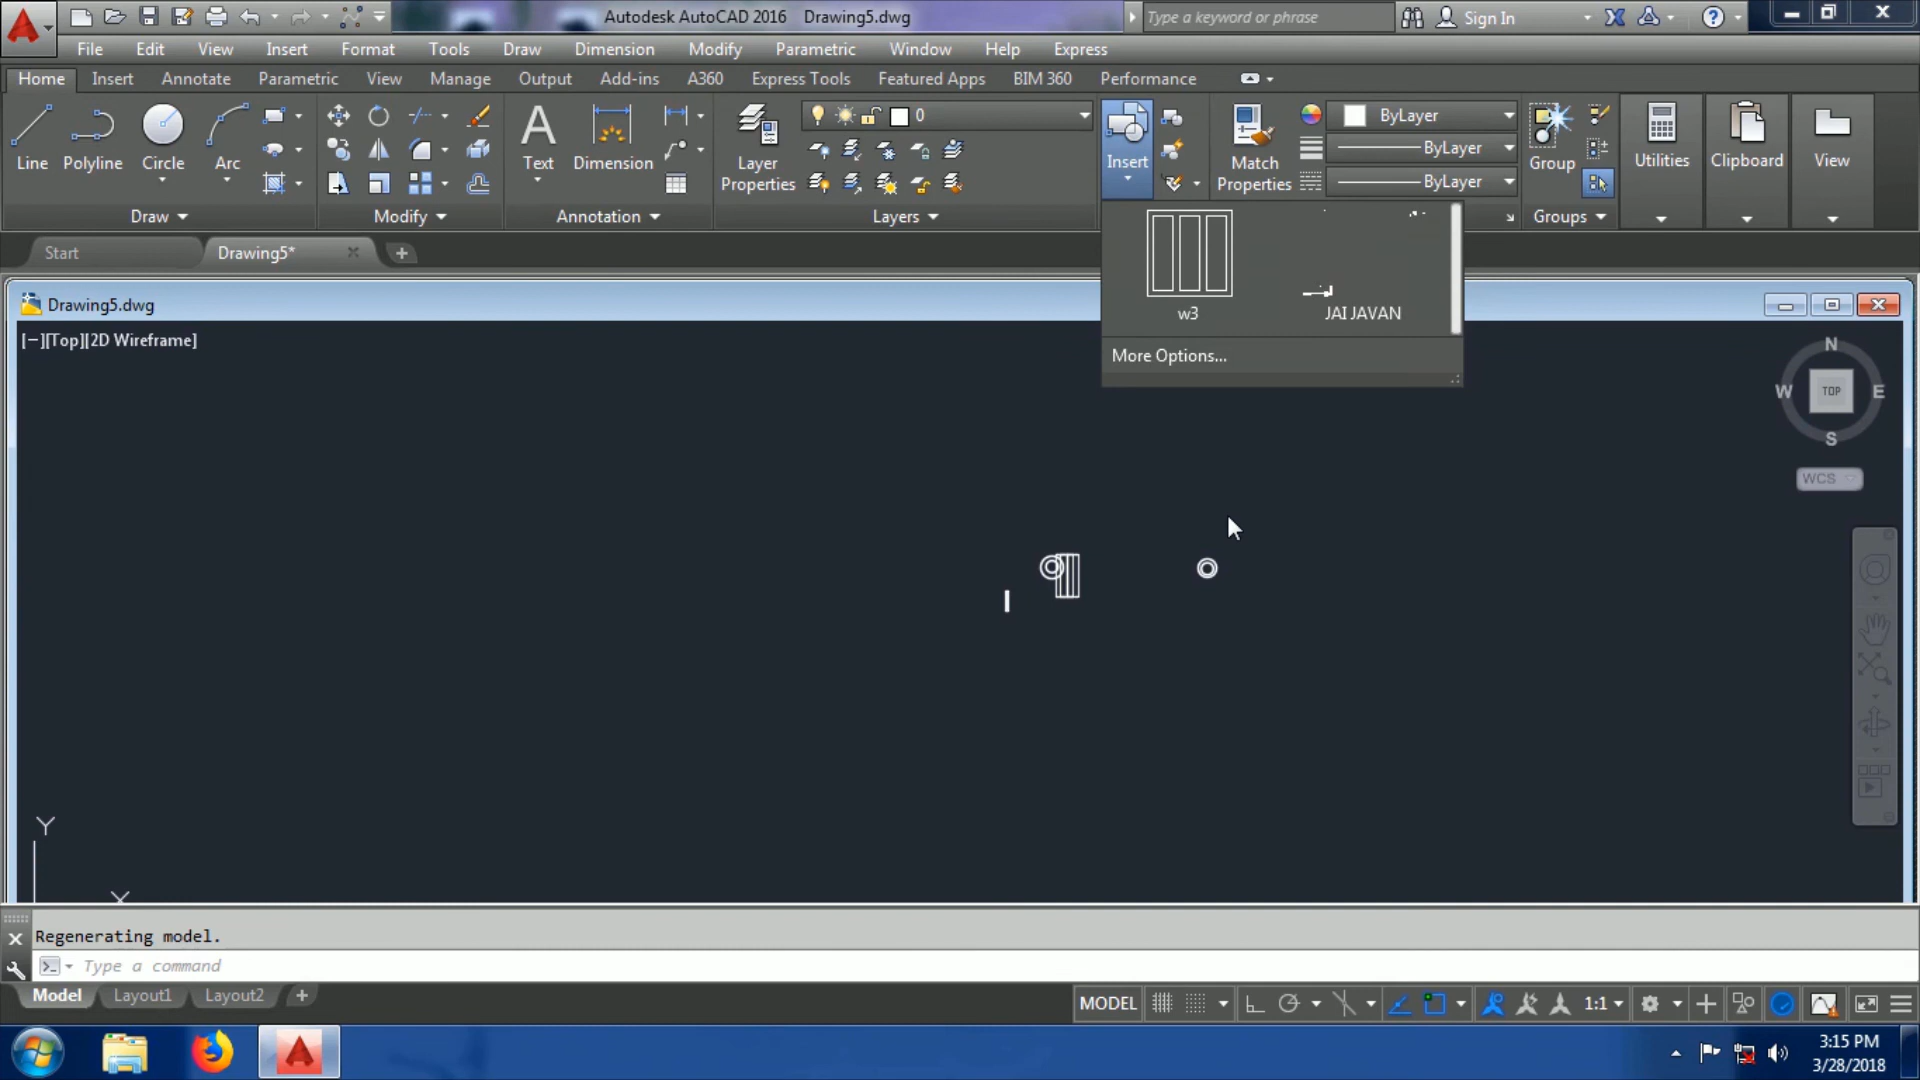 Autodesk AutoCAD 2016 Drawing5.dwg
Type a keyword or phrase
Sign In
File Edit View Insert Format Tools Draw Dimension Modify Parametric Window Help Express
Home Insert Annotate Parametric View Manage Output Add-ins A360 Express Tools Featured Apps BIM 360 Performance
0
ByLayer
ByLayer
ByLayer
Line Polyline Circle Arc
Text Dimension
Layer Properties
Insert
Match Properties
Group
Utilities Clipboard View
Draw Modify Annotation Layers Groups
Start Drawing5*
w3 JAI JAVAN
More Options...
Drawing5.dwg
[−][Top][2D Wireframe]
N
W TOP E
S
WCS
Y
X
Regenerating model.
Type a command
Model Layout1 Layout2
MODEL 1:1
3:15 PM
3/28/2018